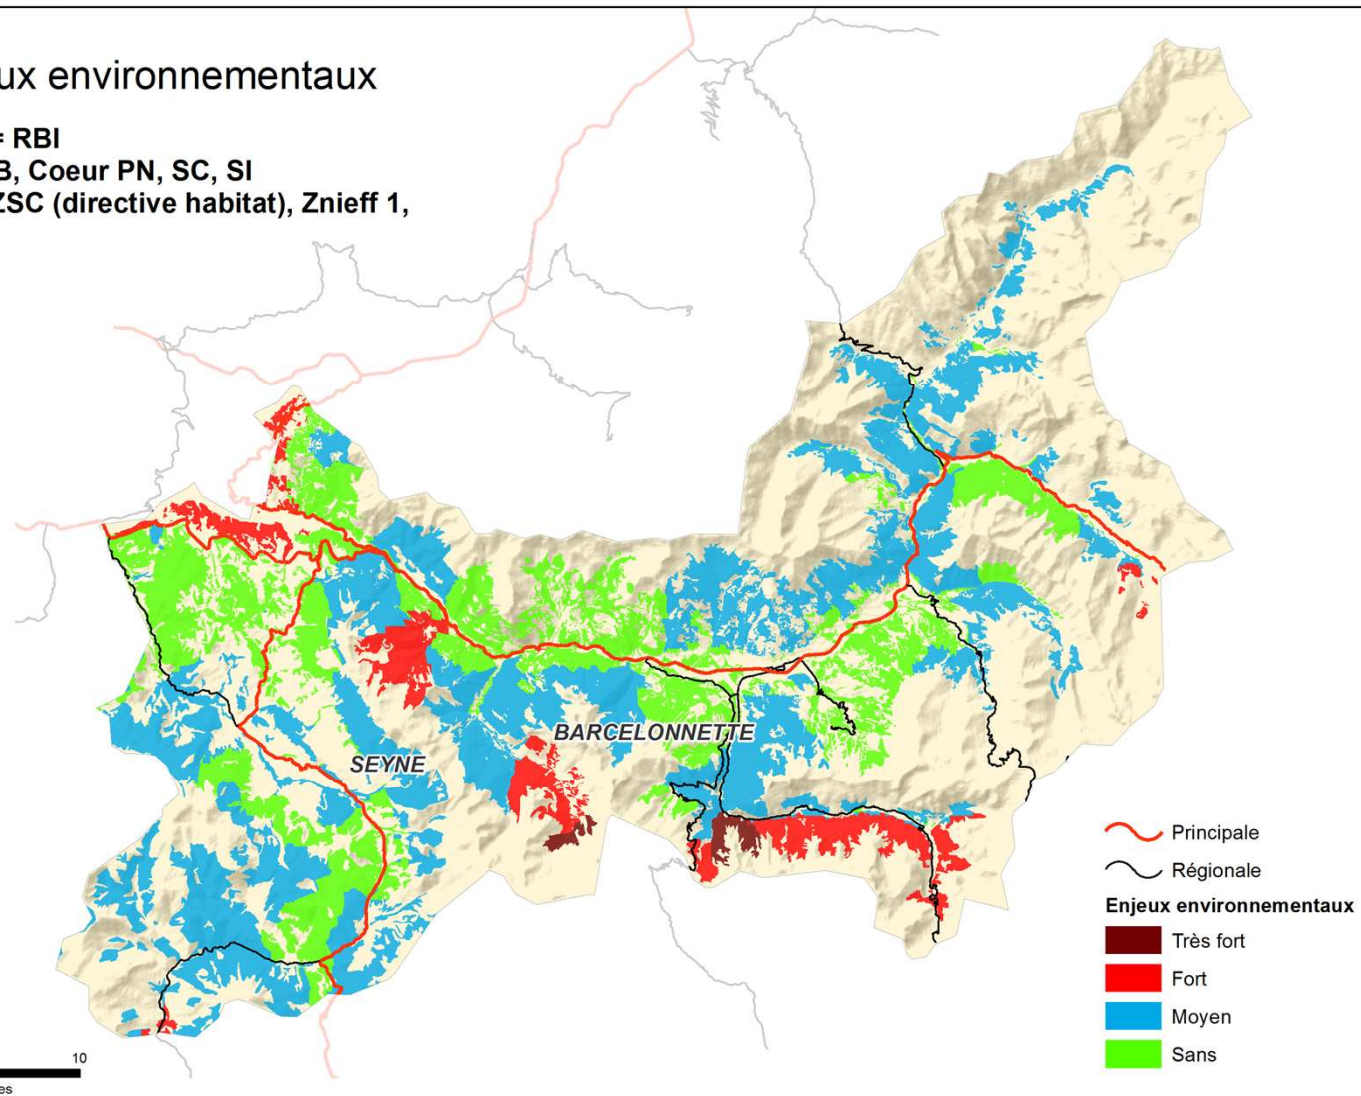 ux environnementaux
= RBI
B, Coeur PN, SC, SI
ZSC (directive habitat), Znieff 1,
BARCELONNETTE
SEYNE
Principale
Régionale
Enjeux environnementaux
Très fort
Fort
Moyen
Sans
10
es